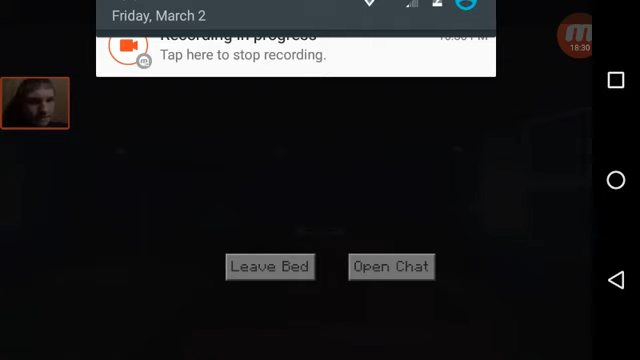 Friday, March 2
Recording in progress
Tap here to stop recording.
18:30
Leave Bed
Open Chat